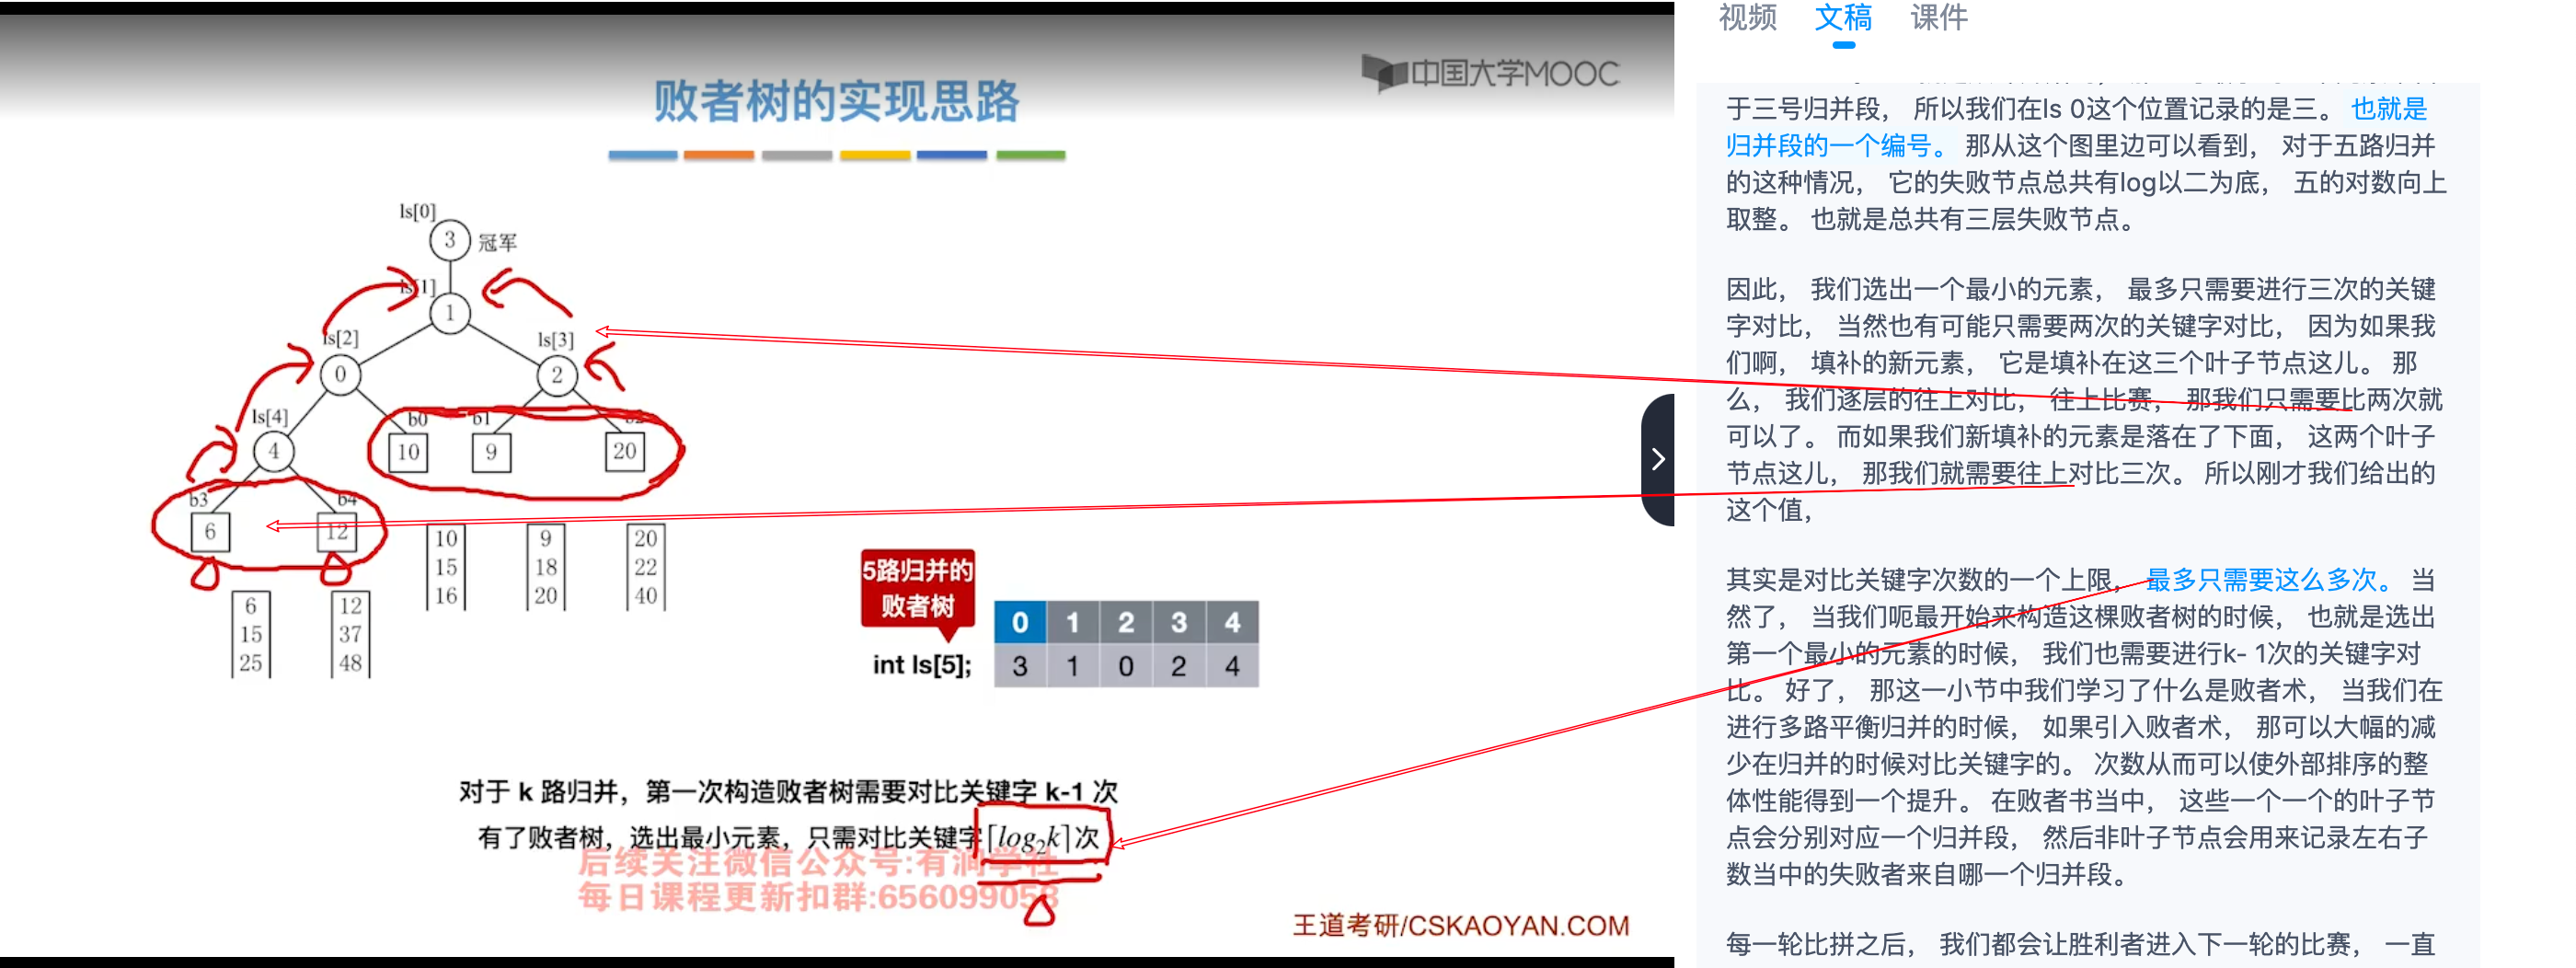 中国大学MOOC
败者树的实现思路
ls[0]
3 冠军
ls[1]
1
ls[2]
ls[3]
0
2
ls[4]
b0
b1
4
10
9
20
b3
b4
6
12
10
15
16
9
18
20
20
22
40
6
15
25
12
37
48
5路归并的
败者树
0 1 2 3 4
int ls[5]; 3 1 0 2 4
对于 k 路归并，第一次构造败者树需要对比关键字 k-1 次
有了败者树，选出最小元素，只需对比关键字⌈log₂k⌉次
后续关注微信公众号:有涧学社
每日课程更新扣群:656099058
王道考研/CSKAOYAN.COM
视频 文稿 课件
于三号归并段， 所以我们在ls 0这个位置记录的是三。 也就是
归并段的一个编号。 那从这个图里边可以看到， 对于五路归并
的这种情况， 它的失败节点总共有log以二为底， 五的对数向上
取整。 也就是总共有三层失败节点。
因此， 我们选出一个最小的元素， 最多只需要进行三次的关键
字对比， 当然也有可能只需要两次的关键字对比， 因为如果我
们啊， 填补的新元素， 它是填补在这三个叶子节点这儿。 那
么， 我们逐层的往上对比， 往上比赛， 那我们只需要比两次就
可以了。 而如果我们新填补的元素是落在了下面， 这两个叶子
节点这儿， 那我们就需要往上对比三次。 所以刚才我们给出的
这个值，
其实是对比关键字次数的一个上限， 最多只需要这么多次。 当
然了， 当我们呃最开始来构造这棵败者树的时候， 也就是选出
第一个最小的元素的时候， 我们也需要进行k- 1次的关键字对
比。 好了， 那这一小节中我们学习了什么是败者术， 当我们在
进行多路平衡归并的时候， 如果引入败者术， 那可以大幅的减
少在归并的时候对比关键字的。 次数从而可以使外部排序的整
体性能得到一个提升。 在败者书当中， 这些一个一个的叶子节
点会分别对应一个归并段， 然后非叶子节点会用来记录左右子
数当中的失败者来自哪一个归并段。
每一轮比拼之后， 我们都会让胜利者进入下一轮的比赛， 一直